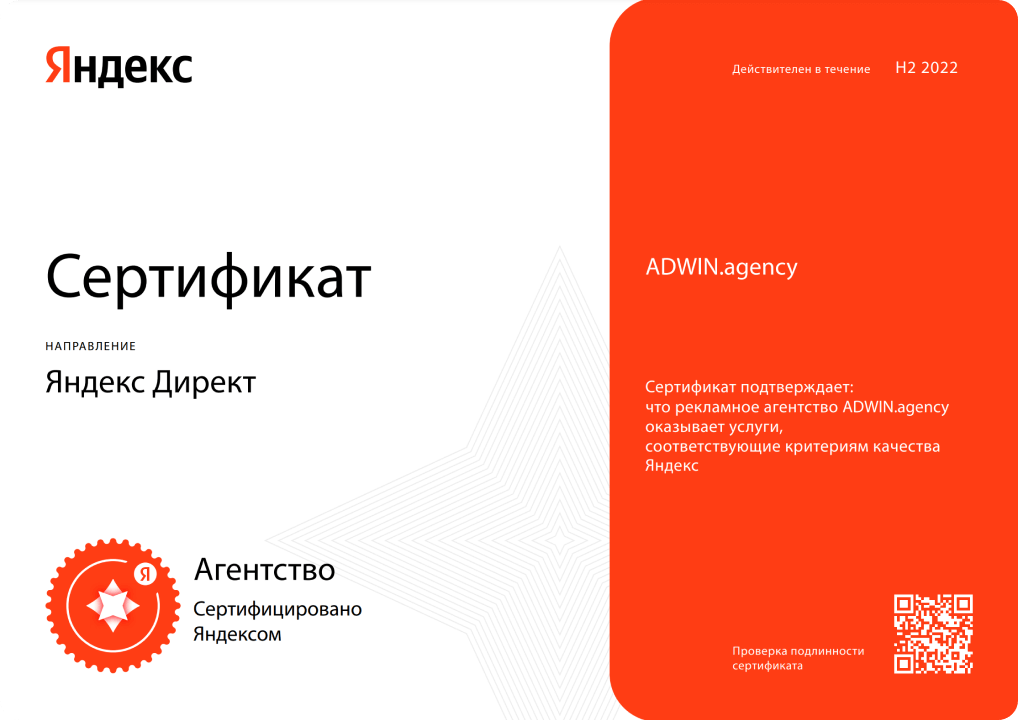 Яндекс
Действителен в течение H2 2022
Сертификат
НАПРАВЛЕНИЕ
Яндекс Директ
ADWIN.agency
Сертификат подтверждает:
что рекламное агентство ADWIN.agency
оказывает услуги,
соответствующие критериям качества
Яндекс
Я
Агентство
Сертифицировано
Яндексом
Проверка подлинности
сертификата